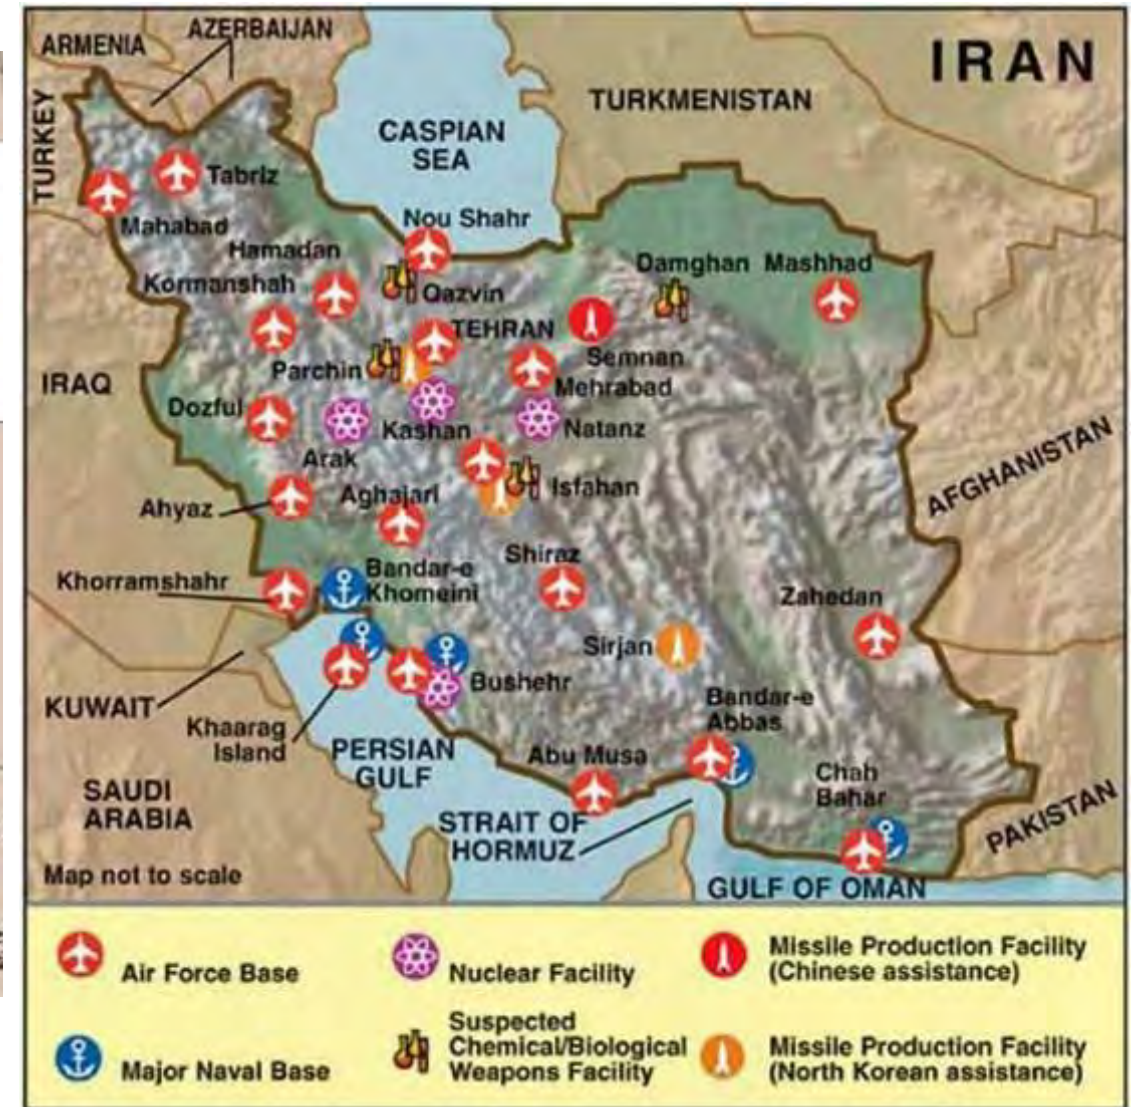 AZERBAIJAN
ARMENIA
IRAN
TURKEY
TURKMENISTAN
CASPIAN
SEA
Tabriz
Mahabad
Nou Shahr
Hamadan
Damghan
Mashhad
Kormanshah
Qazvin
TEHRAN
Semnan
Parchin
Mehrabad
IRAQ
Dozful
Kashan
Natanz
Arak
AFGHANISTAN
Aghajari
Isfahan
Ahyaz
Shiraz
Bandar-e
Khomeini
Khorramshahr
Zahedan
Sirjan
Bushehr
KUWAIT
Bandar-e
Abbas
Khaarag
Island
PERSIAN
GULF
Abu Musa
Chah
Bahar
SAUDI
ARABIA
STRAIT OF
HORMUZ
PAKISTAN
Map not to scale
GULF OF OMAN
Air Force Base
Nuclear Facility
Missile Production Facility
(Chinese assistance)
Major Naval Base
Suspected
Chemical/Biological
Weapons Facility
Missile Production Facility
(North Korean assistance)